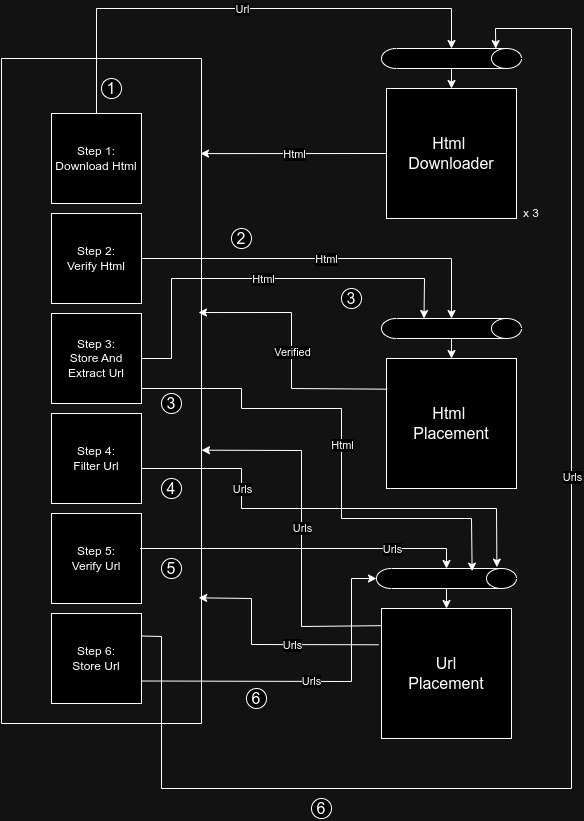 Url
1
Step 1:
Download Html
Html
Html
Downloader
x 3
2
Step 2:
Verify Html
Html
Html
3
Step 3:
Store And
Extract Url
Verified
3
Html
Placement
Html
Step 4:
Filter Url
4
Urls
Urls
Urls
Step 5:
Verify Url
Urls
5
Step 6:
Store Url
Urls
Url
Placement
Urls
6
6